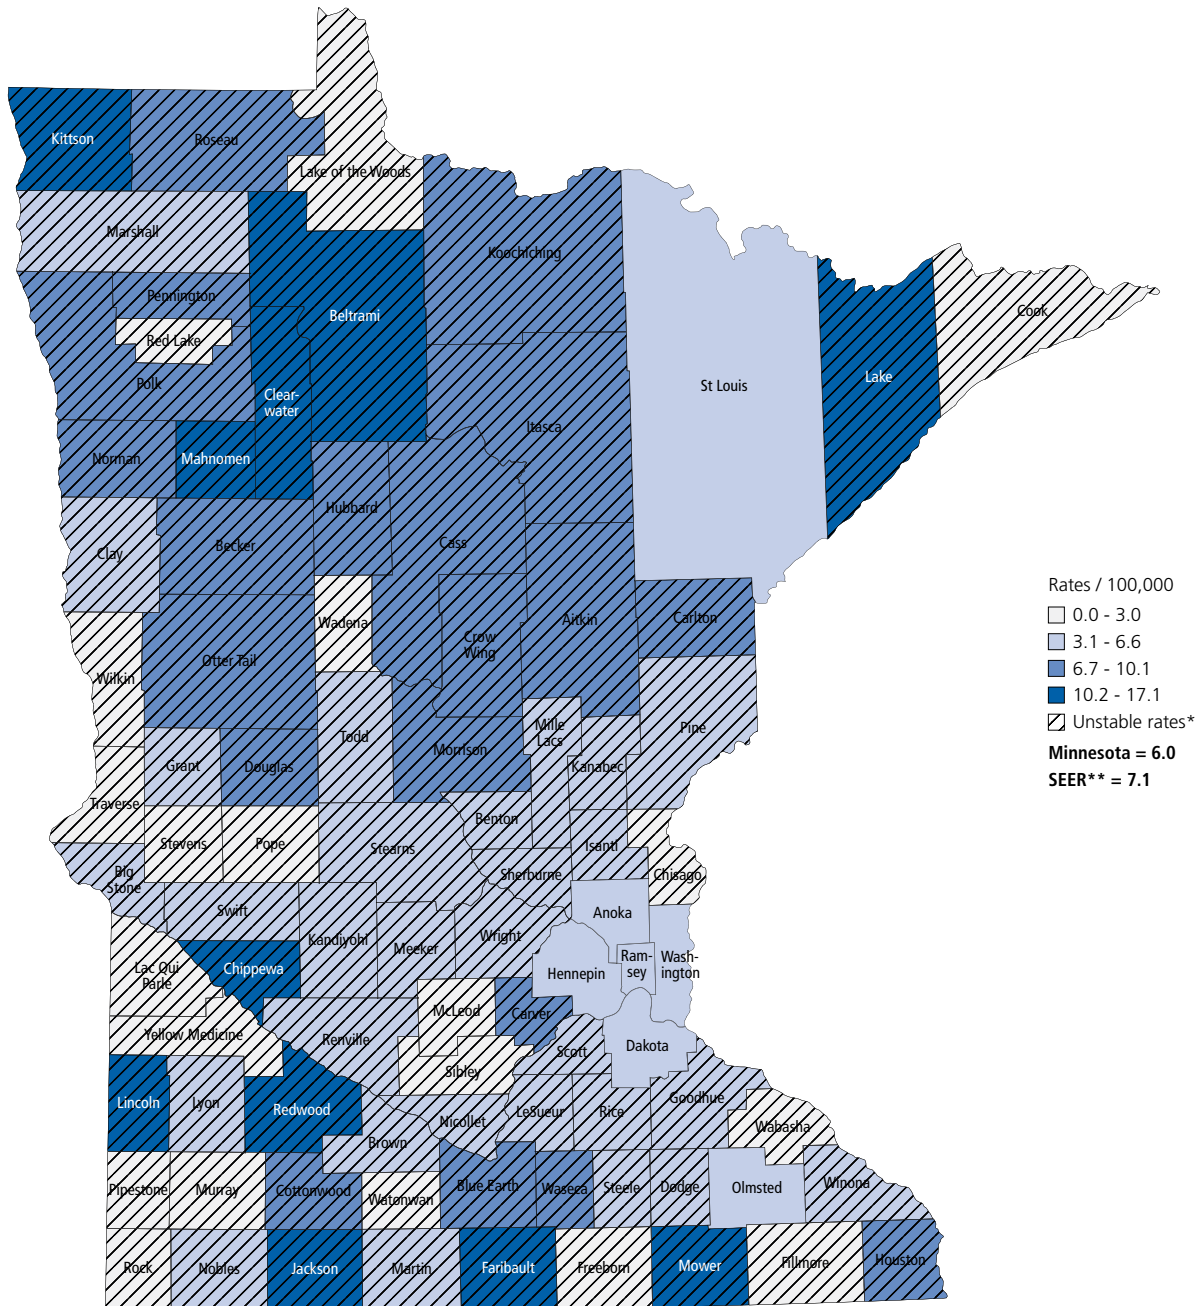 Kittson
Roseau
Lake of the Woods
Marshall
Koochiching
Pennington
Beltrami
Red Lake
Cook
Polk
Clear-
water
St Louis
Lake
Itasca
Norman
Mahnomen
Hubbard
Clay
Becker
Cass
Wadena
Aitkin
Carlton
Crow
Wing
Otter Tail
Wilkin
Todd
Morrison
Mille
Lacs
Pine
Grant
Douglas
Kanabec
Traverse
Stevens
Pope
Stearns
Benton
Isanti
Big
Stone
Sherburne
Chisago
Swift
Anoka
Kandiyohi
Meeker
Wright
Lac Qui
Parle
Chippewa
Hennepin
Ram-
sey
Wash-
ington
McLeod
Carver
Yellow Medicine
Renville
Scott
Dakota
Sibley
Lincoln
Lyon
Redwood
Nicollet
LeSueur
Rice
Goodhue
Brown
Wabasha
Pipestone
Murray
Cottonwood
Watonwan
Blue Earth
Waseca
Steele
Dodge
Olmsted
Winona
Rock
Nobles
Jackson
Martin
Faribault
Freeborn
Mower
Fillmore
Houston
Rates / 100,000
0.0 - 3.0
3.1 - 6.6
6.7 - 10.1
10.2 - 17.1
Unstable rates*
Minnesota = 6.0
SEER** = 7.1